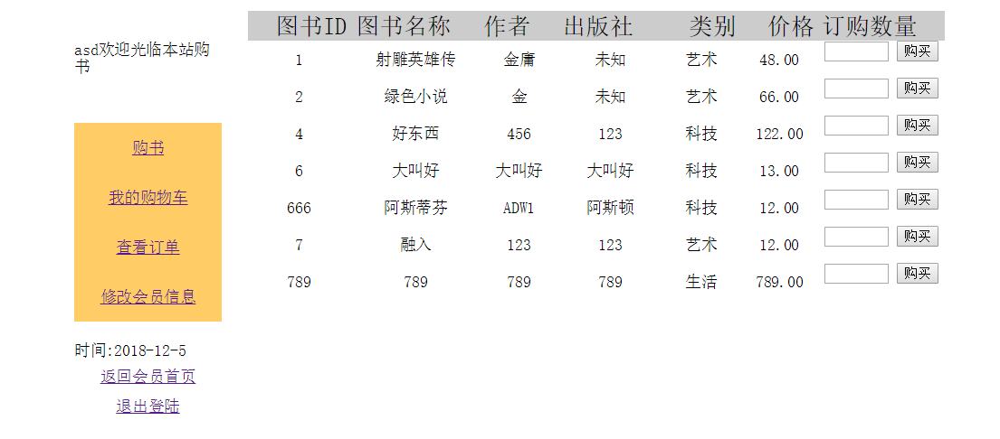 asd欢迎光临本站购
书
购书
我的购物车
查看订单
修改会员信息
时间:2018-12-5
返回会员首页
退出登陆
图书ID 图书名称 作者 出版社 类别 价格 订购数量
1 射雕英雄传 金庸 未知 艺术 48.00 购买
2 绿色小说 金 未知 艺术 66.00 购买
4 好东西 456 123 科技 122.00 购买
6 大叫好 大叫好 大叫好 科技 13.00 购买
666 阿斯蒂芬 ADW1 阿斯顿 科技 12.00 购买
7 融入 123 123 艺术 12.00 购买
789 789 789 789 生活 789.00 购买